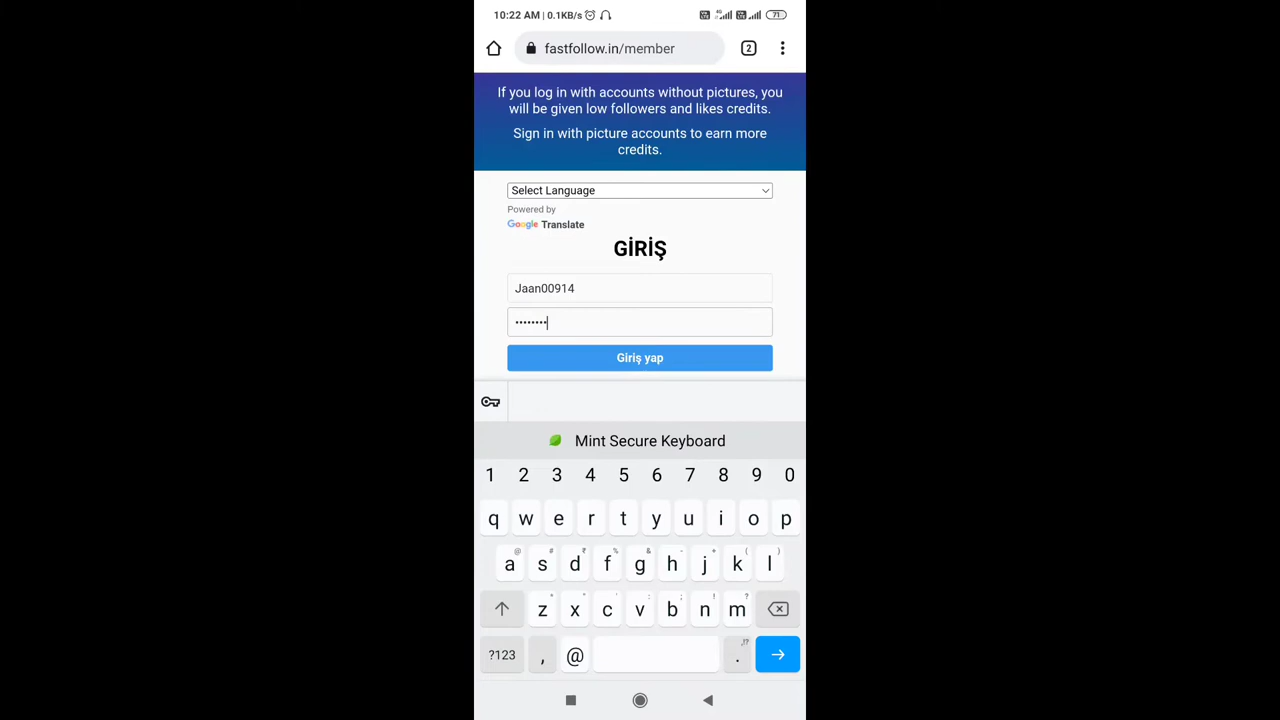 10:22 AM | 0.1KB/s
4G
71
fastfollow.in/member
2
If you log in with accounts without pictures, you
will be given low followers and likes credits.
Sign in with picture accounts to earn more
credits.
Select Language
Powered by
Google Translate
GİRİŞ
Jaan00914
••••••••
Giriş yap
Mint Secure Keyboard
1 2 3 4 5 6 7 8 9 0
q w e r t y u i o p
@ # ₹ % & - + ( )
a s d f g h j k l
* " ' : ; ! ?
z x c v b n m
?123 , @ . ,!?